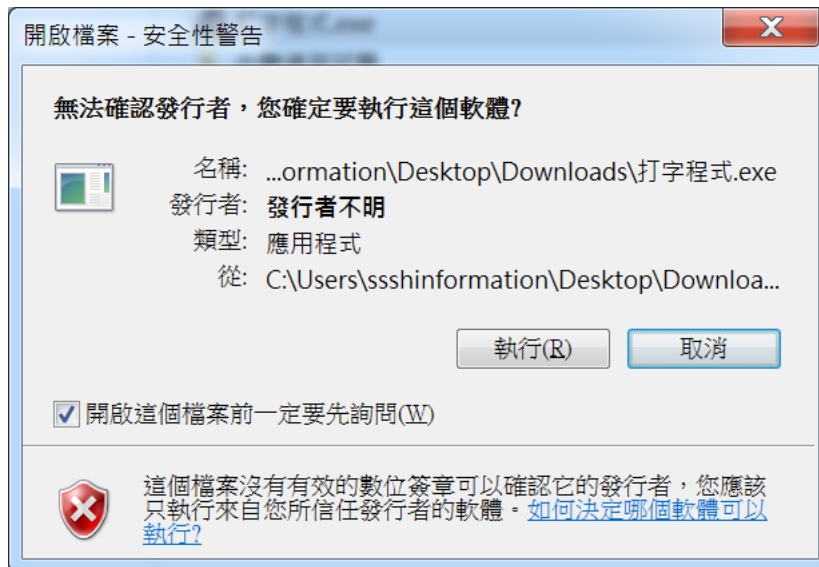 開啟檔案 - 安全性警告
無法確認發行者，您確定要執行這個軟體?
名稱: ...ormation\Desktop\Downloads\打字程式.exe
發行者: 發行者不明
類型: 應用程式
從: C:\Users\ssshinformation\Desktop\Downloa...
執行(R) 取消
開啟這個檔案前一定要先詢問(W)
這個檔案沒有有效的數位簽章可以確認它的發行者，您應該
只執行來自您所信任發行者的軟體。如何決定哪個軟體可以
執行?